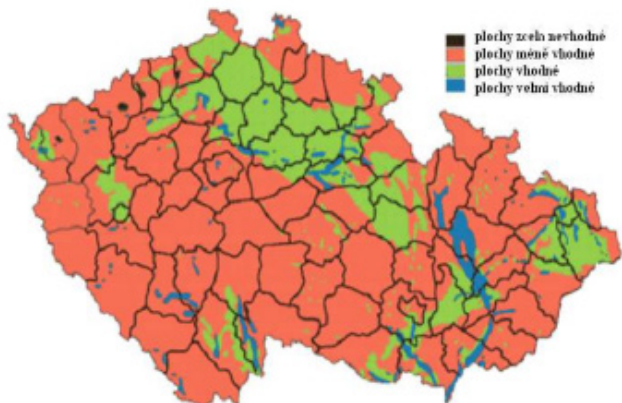 plochy zcela nevhodné
plochy méně vhodné
plochy vhodné
plochy velmi vhodné